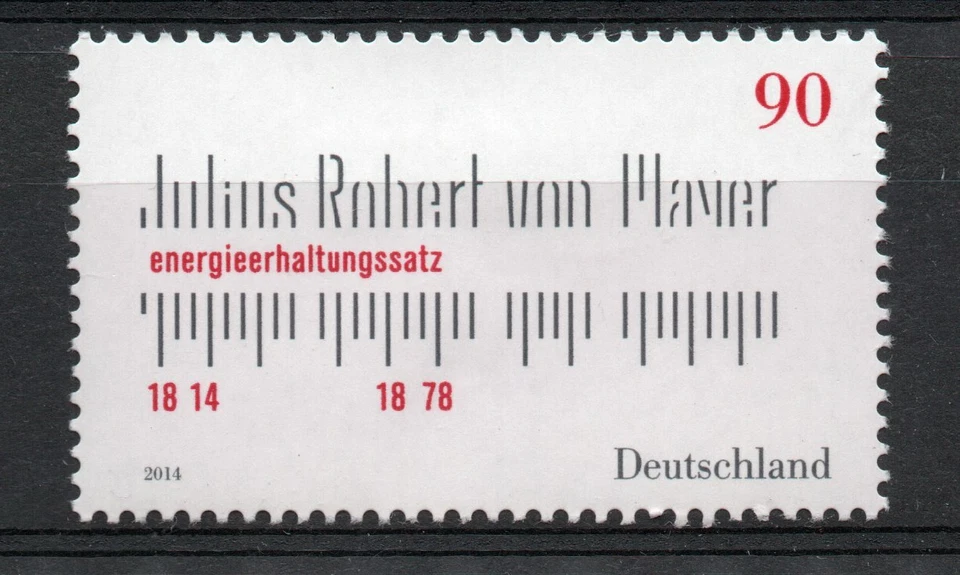 90
Julius Robert von Mayer
energieerhaltungssatz
18 14 18 78
2014 Deutschland